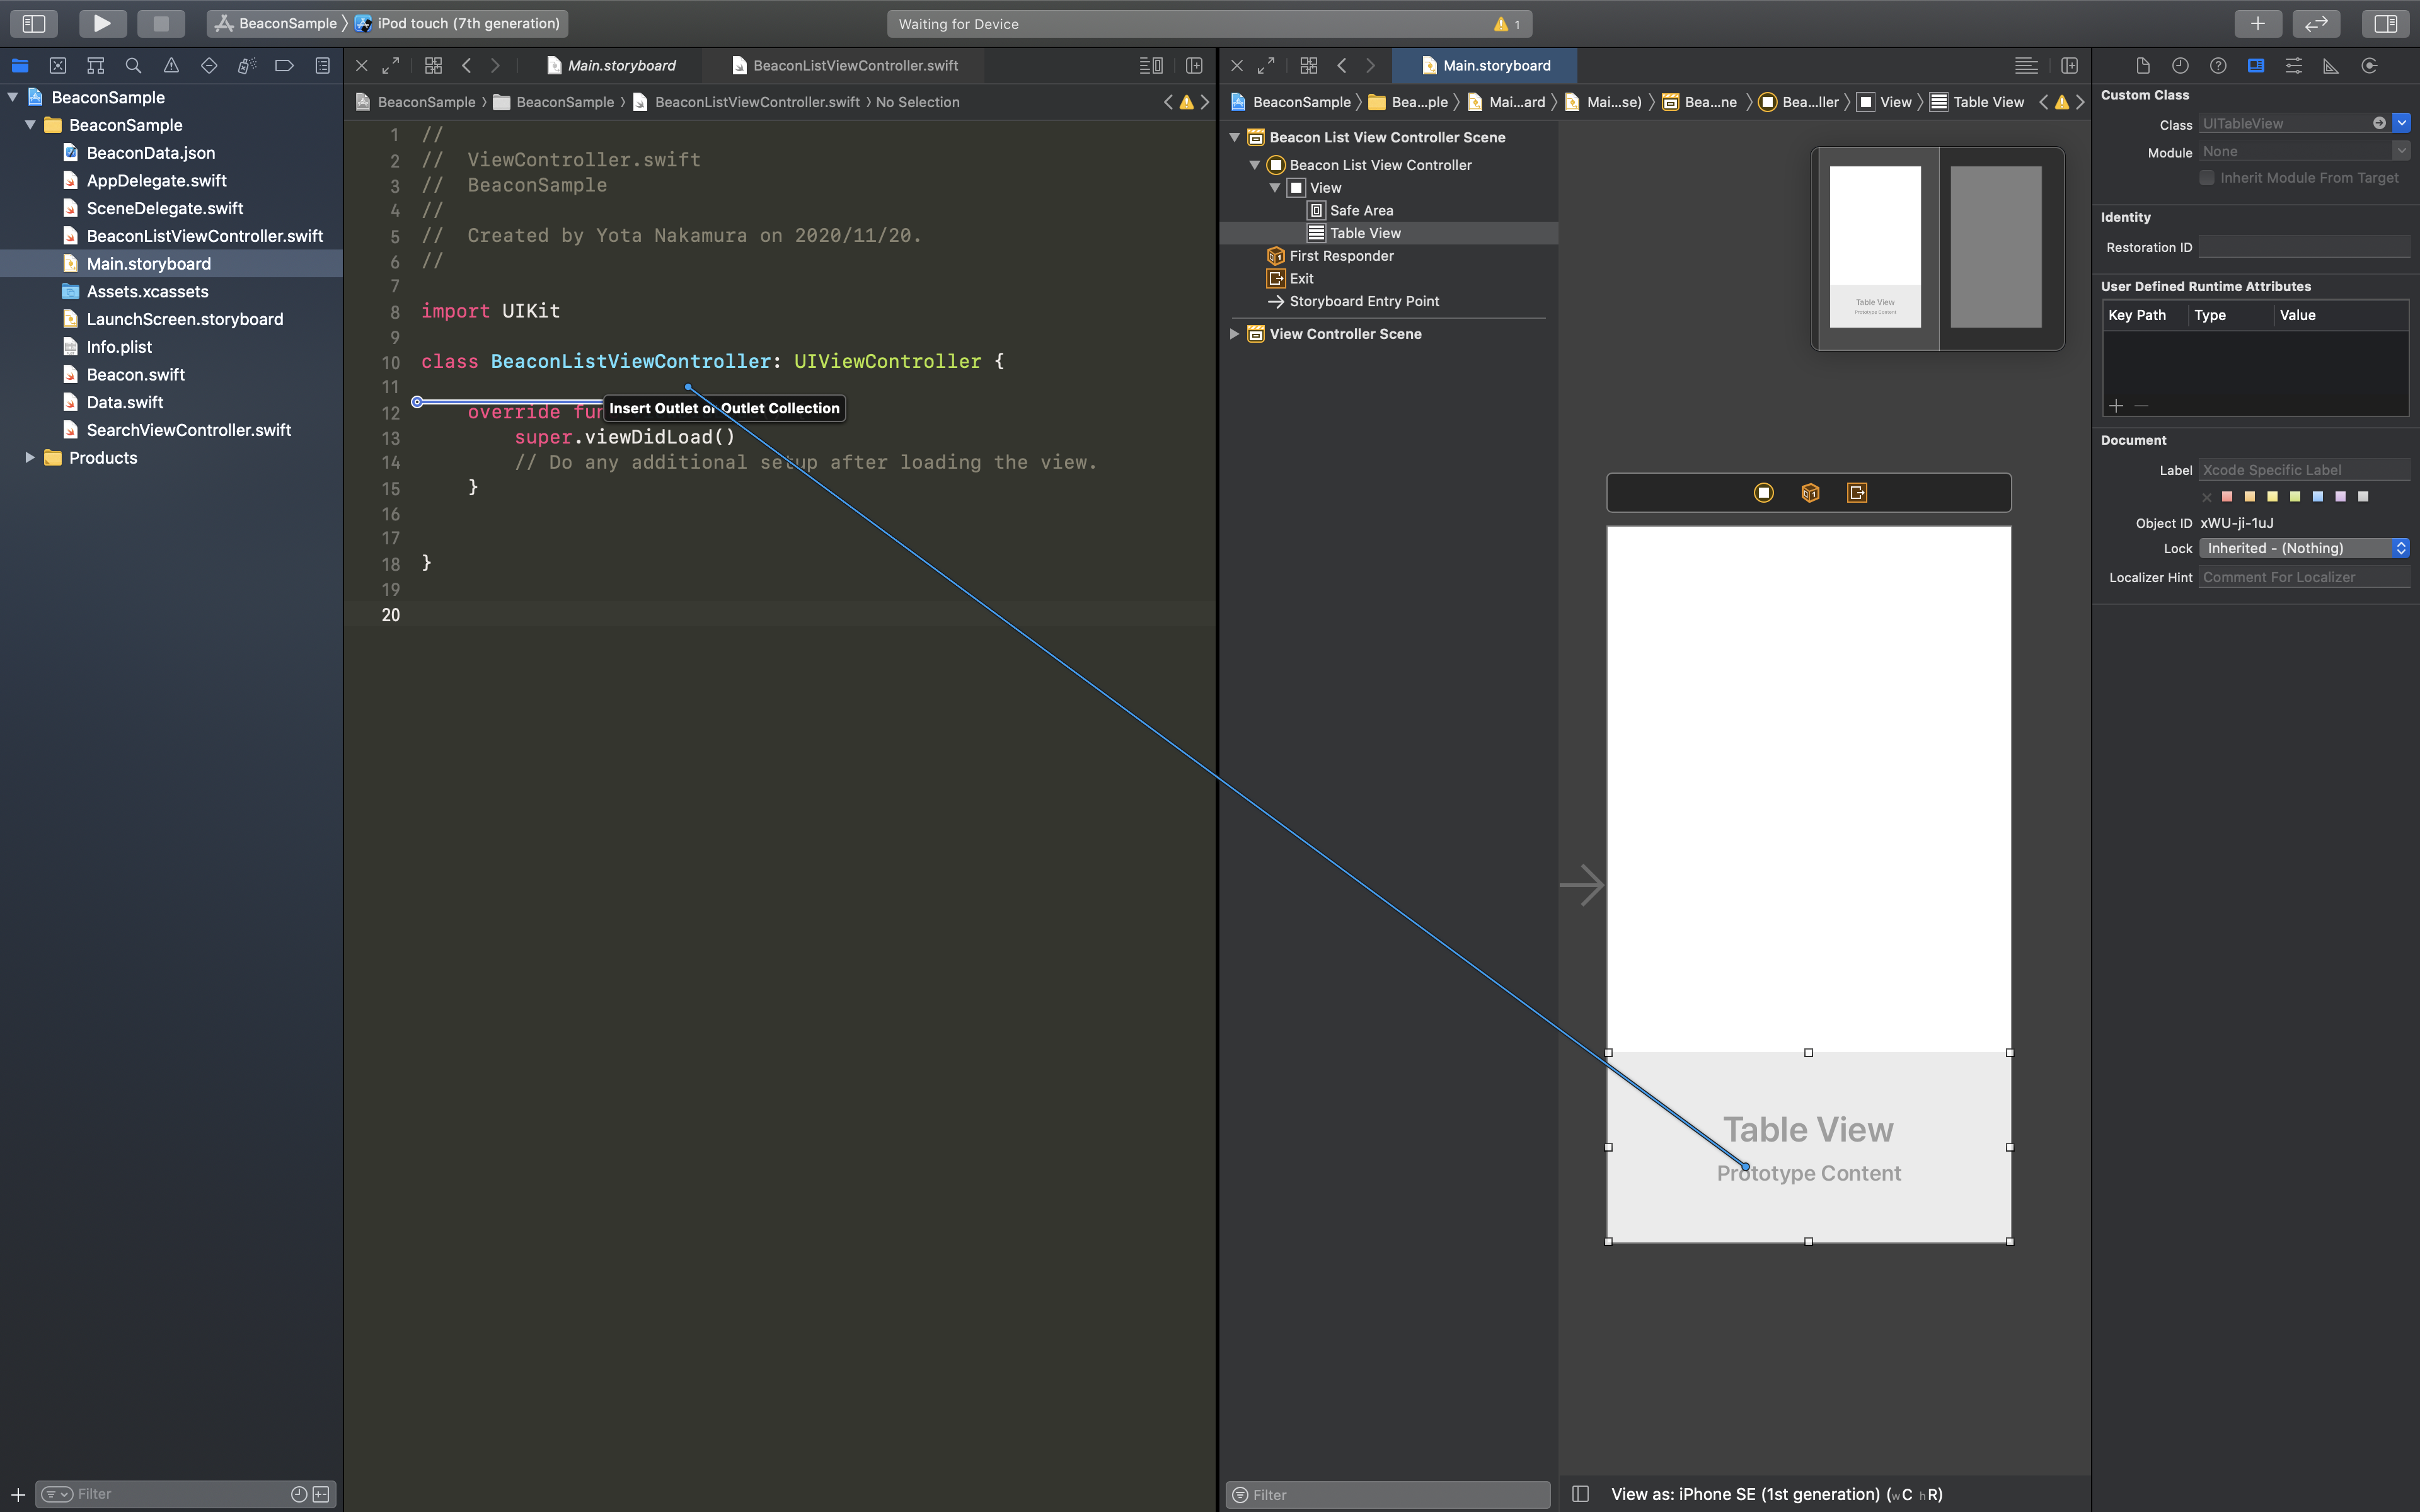 BeaconSample 〉 iPod touch (7th generation)
Waiting for Device
1
BeaconSample
BeaconSample
BeaconData.json
AppDelegate.swift
SceneDelegate.swift
BeaconListViewController.swift
Main.storyboard
Assets.xcassets
LaunchScreen.storyboard
Info.plist
Beacon.swift
Data.swift
SearchViewController.swift
Products
Filter
Main.storyboard
BeaconListViewController.swift
BeaconSample 〉 BeaconSample 〉 BeaconListViewController.swift 〉 No Selection
1 //
2 //  ViewController.swift
3 //  BeaconSample
4 //
5 //  Created by Yota Nakamura on 2020/11/20.
6 //
7
8 import UIKit
9
10 class BeaconListViewController: UIViewController {
11
12     override fun
Insert Outlet or Outlet Collection
13         super.viewDidLoad()
14         // Do any additional setup after loading the view.
15     }
16
17
18 }
19
20
Main.storyboard
BeaconSample 〉 Bea...ple 〉 Mai...ard 〉 Mai...se) 〉 Bea...ne 〉 Bea...ller 〉 View 〉 Table View
Beacon List View Controller Scene
Beacon List View Controller
View
Safe Area
Table View
First Responder
Exit
Storyboard Entry Point
View Controller Scene
Filter
Table View
Prototype Content
Table View
Prototype Content
View as: iPhone SE (1st generation) (wC hR)
Custom Class
Class UITableView
Module None
Inherit Module From Target
Identity
Restoration ID
User Defined Runtime Attributes
Key Path Type Value
Document
Label Xcode Specific Label
Object ID xWU-ji-1uJ
Lock Inherited - (Nothing)
Localizer Hint Comment For Localizer